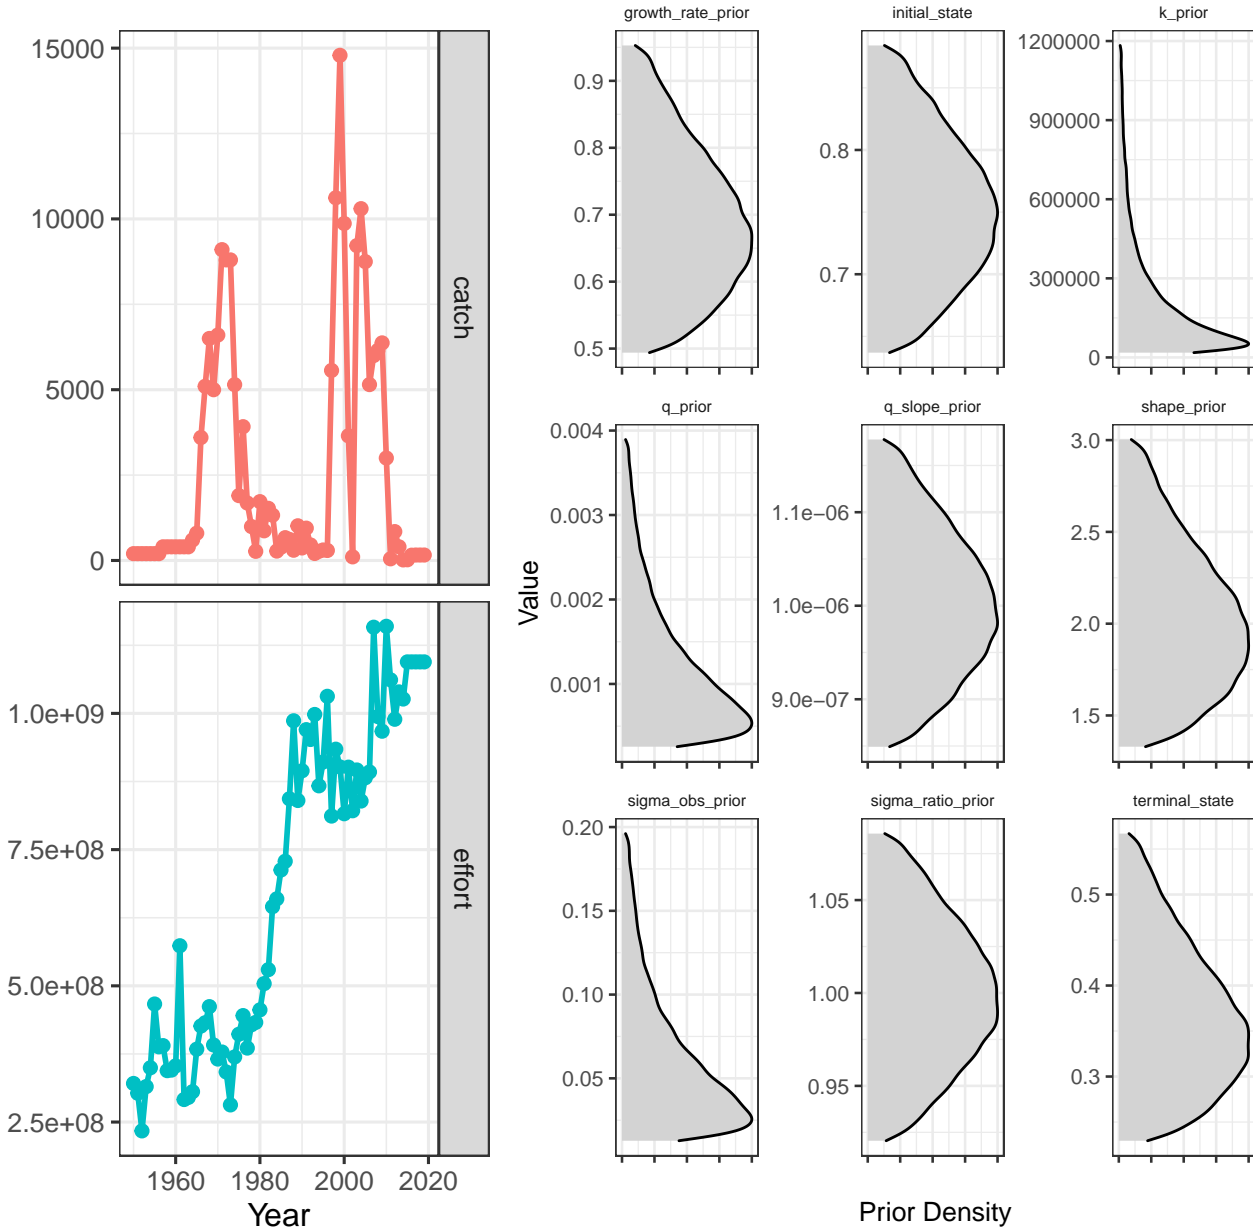 15000
10000
5000
0
catch
1.0e+09
7.5e+08
5.0e+08
2.5e+08
effort
1960 1980 2000 2020
Year
Value
growth_rate_prior
0.9
0.8
0.7
0.6
0.5
initial_state
0.8
0.7
k_prior
1200000
900000
600000
300000
0
q_prior
0.004
0.003
0.002
0.001
q_slope_prior
1.1e−06
1.0e−06
9.0e−07
shape_prior
3.0
2.5
2.0
1.5
sigma_obs_prior
0.20
0.15
0.10
0.05
sigma_ratio_prior
1.05
1.00
0.95
terminal_state
0.5
0.4
0.3
Prior Density